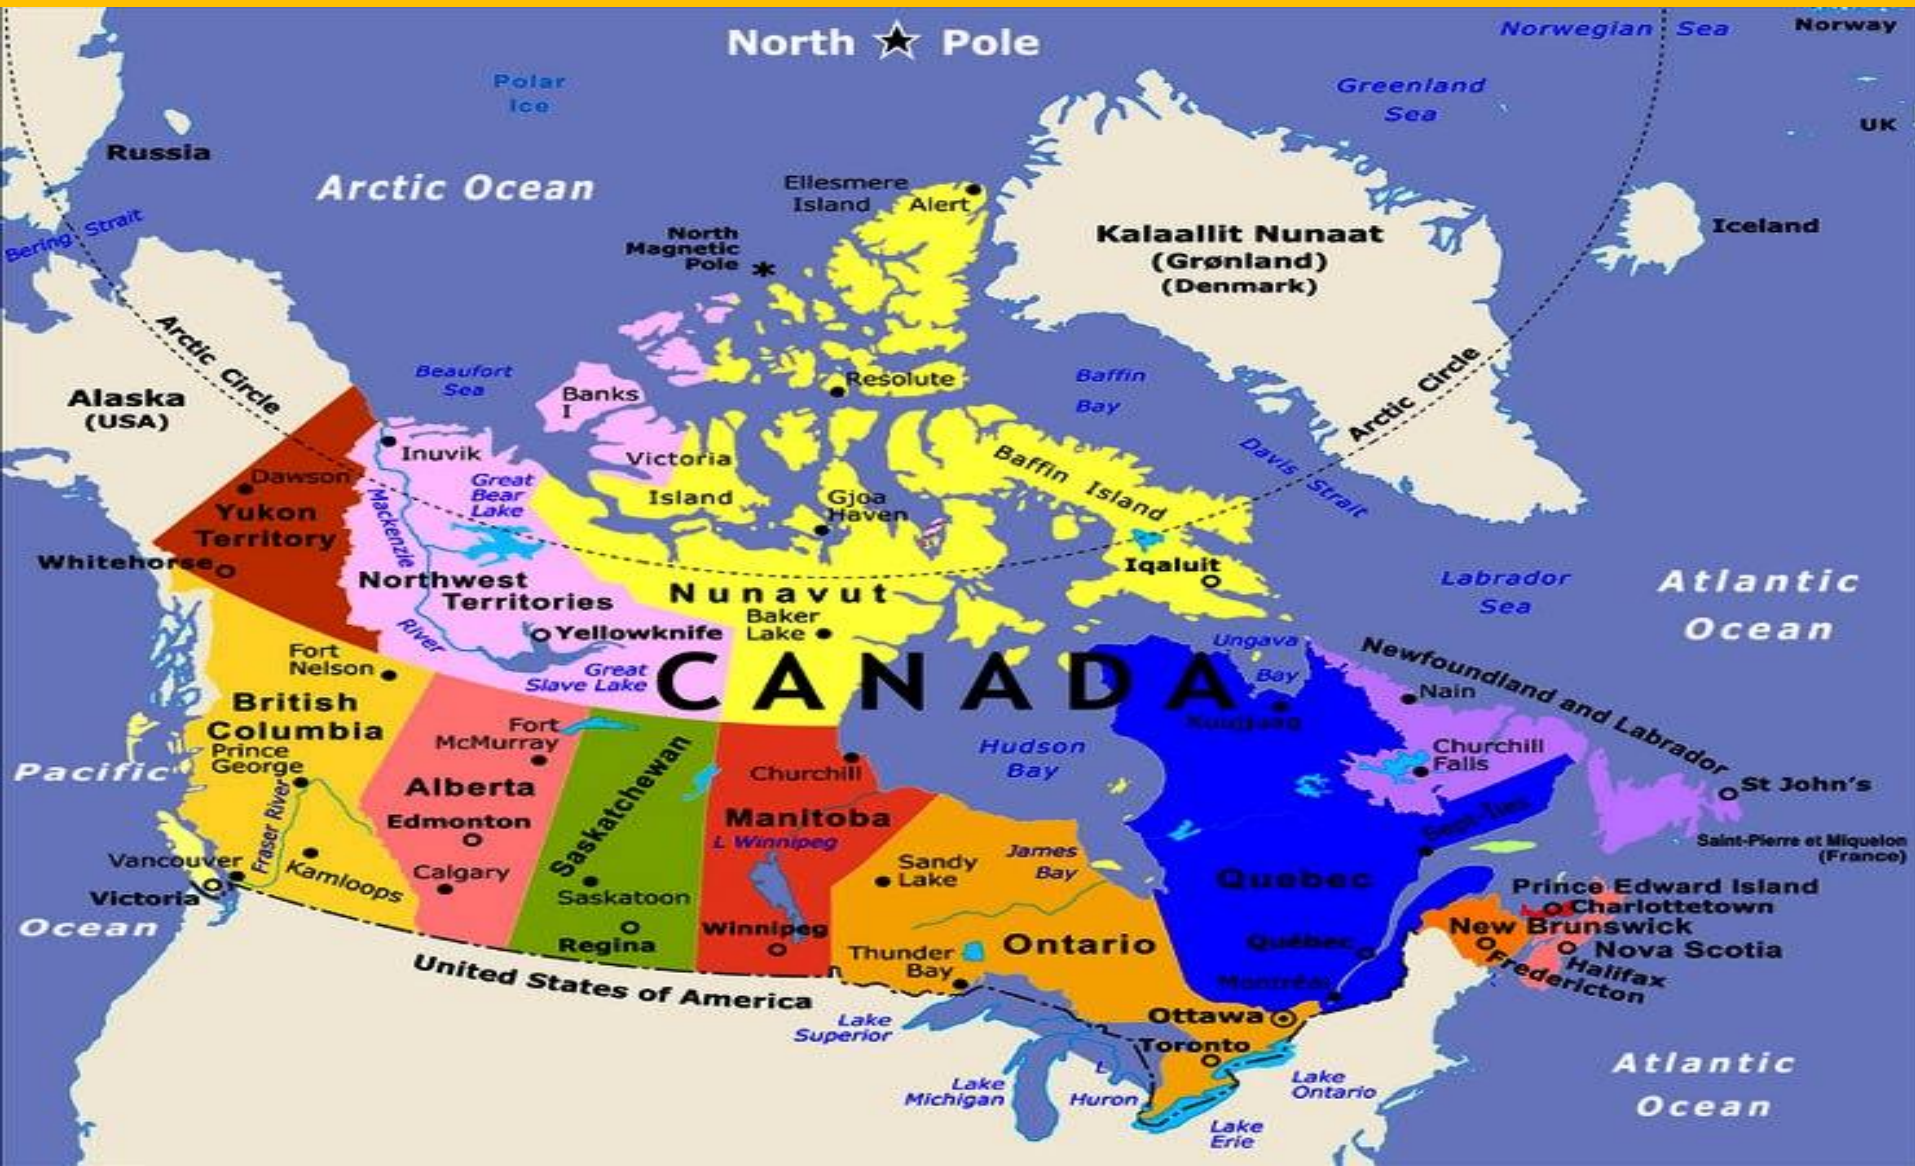 North Pole
Norwegian Sea
Norway
Polar
Ice
Greenland
Sea
UK
Russia
Arctic Ocean
Ellesmere
Island
Alert
Bering Strait
North
Magnetic
Pole
Kalaallit Nunaat
(Grønland)
(Denmark)
Iceland
Arctic Circle
Beaufort
Sea
Resolute
Baffin
Bay
Arctic Circle
Alaska
(USA)
Banks
I
Inuvik
Victoria
Island
Baffin Island
Davis
Strait
Dawson
Great
Bear
Lake
Gjoa
Haven
Mackenzie
River
Yukon
Territory
Whitehorse
Iqaluit
Northwest
Territories
Nunavut
Labrador
Sea
Atlantic
Ocean
Baker
Lake
Yellowknife
Great
Slave Lake
CANADA
Ungava
Bay
Newfoundland and Labrador
Nain
Fort
Nelson
British
Columbia
Fort
McMurray
Saskatchewan
Kuujjuaq
Hudson
Bay
Churchill
Falls
Prince
George
Churchill
Pacific
Ocean
Alberta
St John's
Manitoba
Sept-Îles
Edmonton
Fraser River
L Winnipeg
Saint-Pierre et Miquelon
(France)
Vancouver
Kamloops
Calgary
Sandy
Lake
James
Bay
Quebec
Prince Edward Island
Victoria
Saskatoon
Charlottetown
Winnipeg
New Brunswick
Regina
Thunder
Bay
Ontario
Québec
Nova Scotia
Halifax
Fredericton
United States of America
Montréal
Lake
Superior
Ottawa
Toronto
Lake
Michigan
L
Huron
Lake
Ontario
Atlantic
Ocean
Lake
Erie